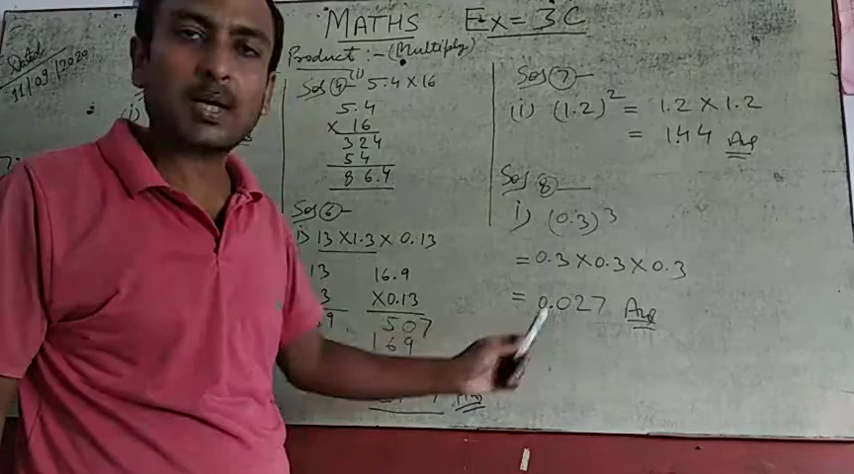 MATHS Ex = 3C
Dated
11/09/2020
Product :- (Multiply)
Sol ④ (i) 5.4 × 16
5.4
× 16
324
54
86.4
Sol ⑥-
i) 13 × 1.3 × 0.13
13 16.9
3 ×0.13
9 507
169
Ans
Sol ⑦-
(i) (1.2)² = 1.2 × 1.2
= 1.44 Ans
Sol ⑧-
i) (0.3)³
= 0.3 × 0.3 × 0.3
= 0.027 Ans
(i)